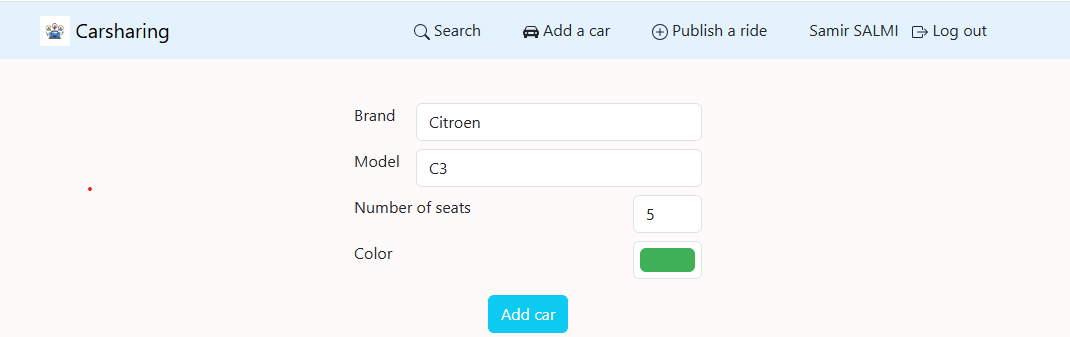 Carsharing Search Add a car Publish a ride Samir SALMI Log out
Brand Citroen
Model C3
Number of seats 5
Color
Add car